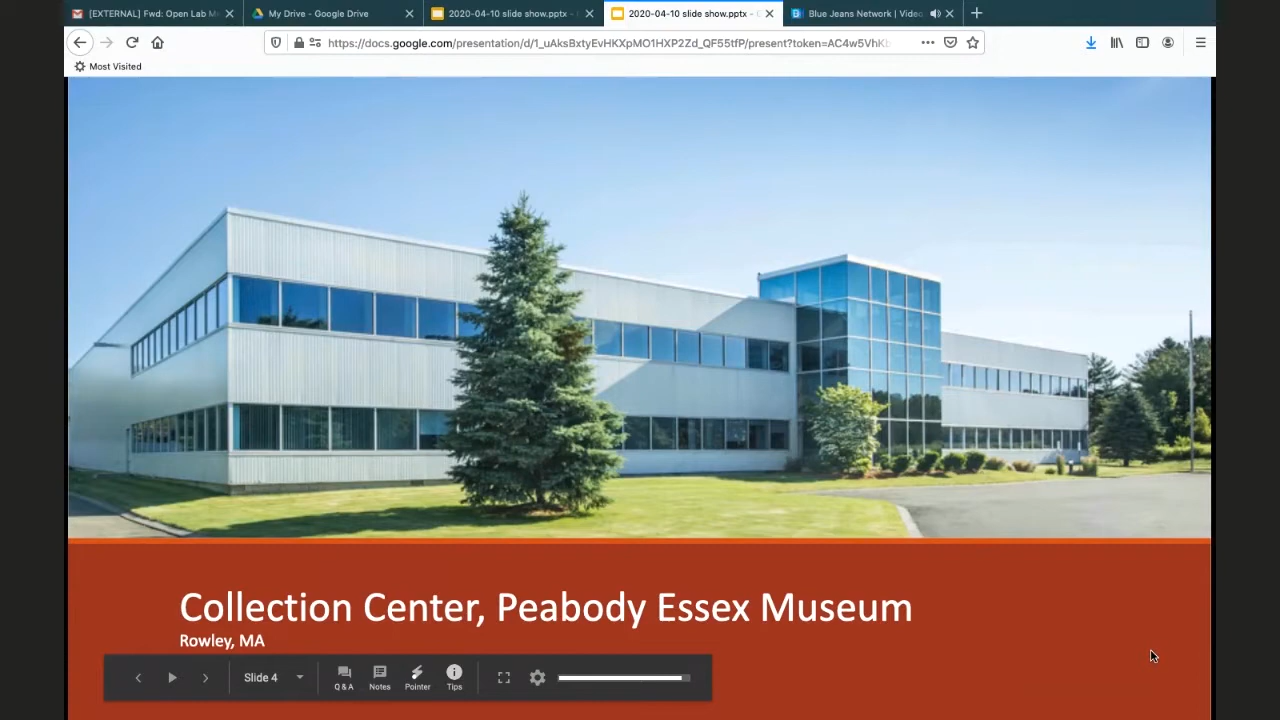 [EXTERNAL] Fwd: Open Lab M
My Drive - Google Drive
2020-04-10 slide show.pptx -
2020-04-10 slide show.pptx -
Blue Jeans Network | Video
https://docs.google.com/presentation/d/1_uAksBxtyEvHKXpMO1HXP2Zd_QF55tfP/present?token=AC4w5VhKb
Most Visited
Collection Center, Peabody Essex Museum
Rowley, MA
Slide 4
Q & A
Notes
Pointer
Tips